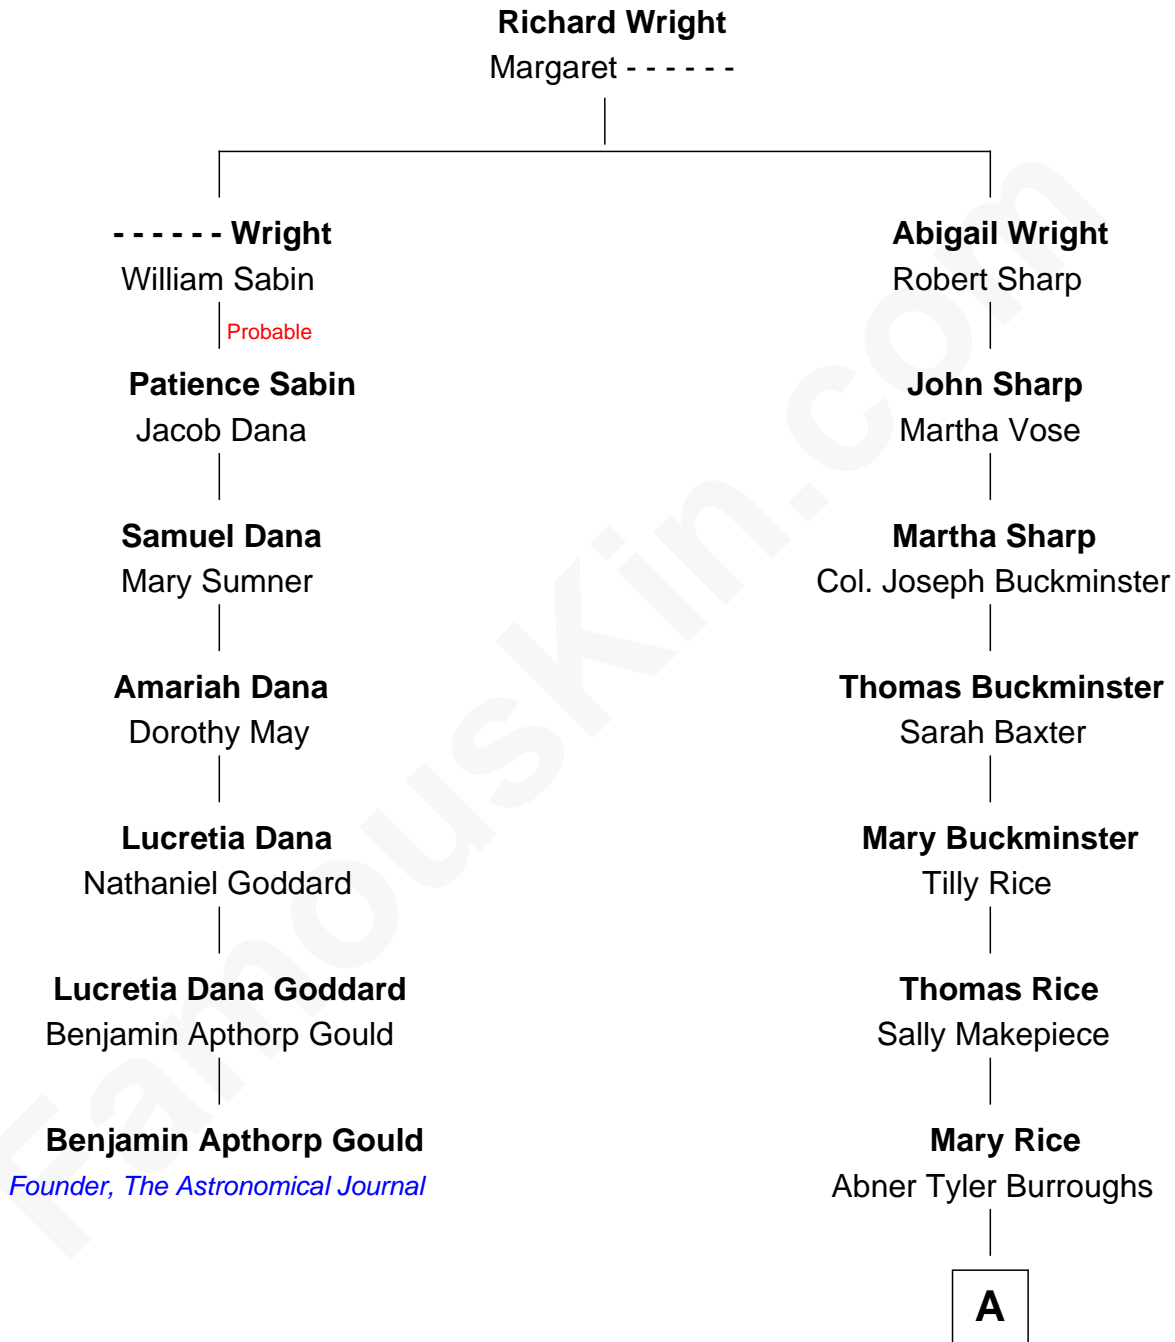 Richard Wright
Margaret - - - - - -
- - - - - - Wright
William Sabin
Probable
Patience Sabin
Jacob Dana
Samuel Dana
Mary Sumner
Amariah Dana
Dorothy May
Lucretia Dana
Nathaniel Goddard
Lucretia Dana Goddard
Benjamin Apthorp Gould
Benjamin Apthorp Gould
Founder, The Astronomical Journal
Abigail Wright
Robert Sharp
John Sharp
Martha Vose
Martha Sharp
Col. Joseph Buckminster
Thomas Buckminster
Sarah Baxter
Mary Buckminster
Tilly Rice
Thomas Rice
Sally Makepiece
Mary Rice
Abner Tyler Burroughs
A
FamousKin.com